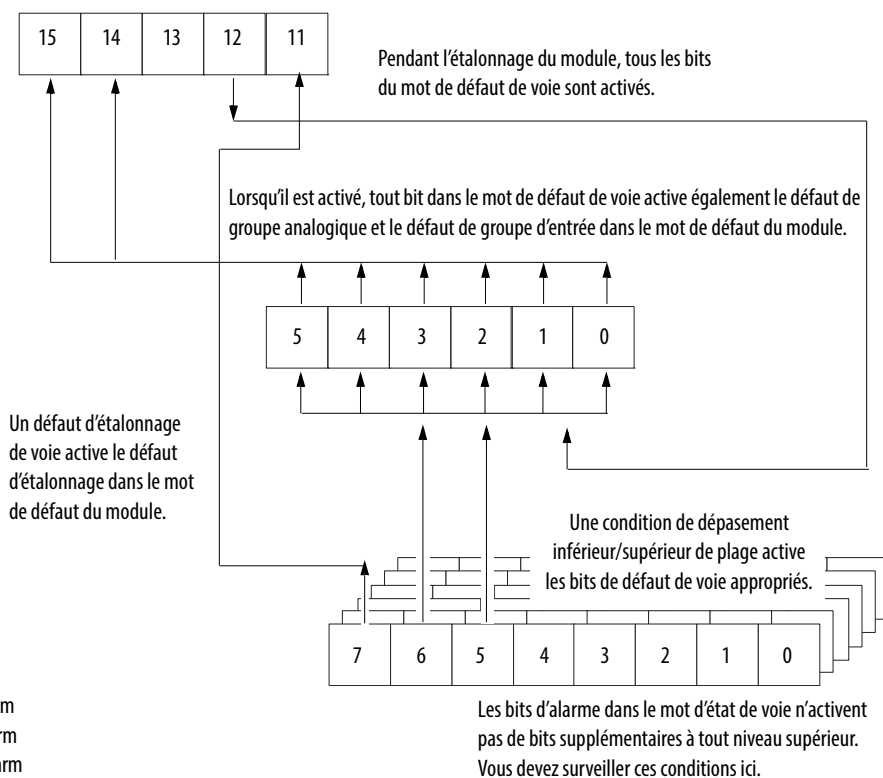 15 14 13 12 11
Pendant l'étalonnage du module, tous les bits
du mot de défaut de voie sont activés.
Lorsqu'il est activé, tout bit dans le mot de défaut de voie active également le défaut de
groupe analogique et le défaut de groupe d'entrée dans le mot de défaut du module.
5 4 3 2 1 0
Un défaut d'étalonnage
de voie active le défaut
d'étalonnage dans le mot
de défaut du module.
Une condition de dépasement
inférieur/supérieur de plage active
les bits de défaut de voie appropriés.
7 6 5 4 3 2 1 0
Les bits d'alarme dans le mot d'état de voie n'activent
pas de bits supplémentaires à tout niveau supérieur.
Vous devez surveiller ces conditions ici.